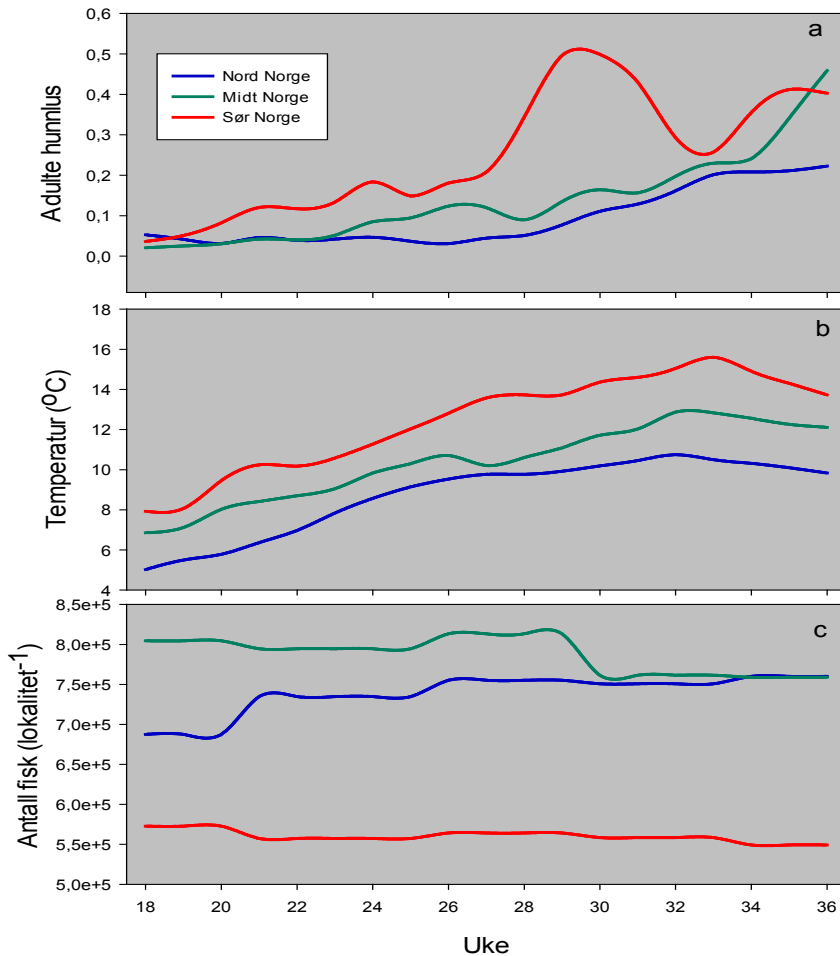 a
0,6
0,5
0,4
0,3
0,2
0,1
0,0
Adulte hunnlus
Nord Norge
Midt Norge
Sør Norge
b
18
16
14
12
10
8
6
4
Temperatur (ºC)
c
8,5e+5
8,0e+5
7,5e+5
7,0e+5
6,5e+5
6,0e+5
5,5e+5
5,0e+5
Antall fisk (lokalitet⁻¹)
18 20 22 24 26 28 30 32 34 36
Uke